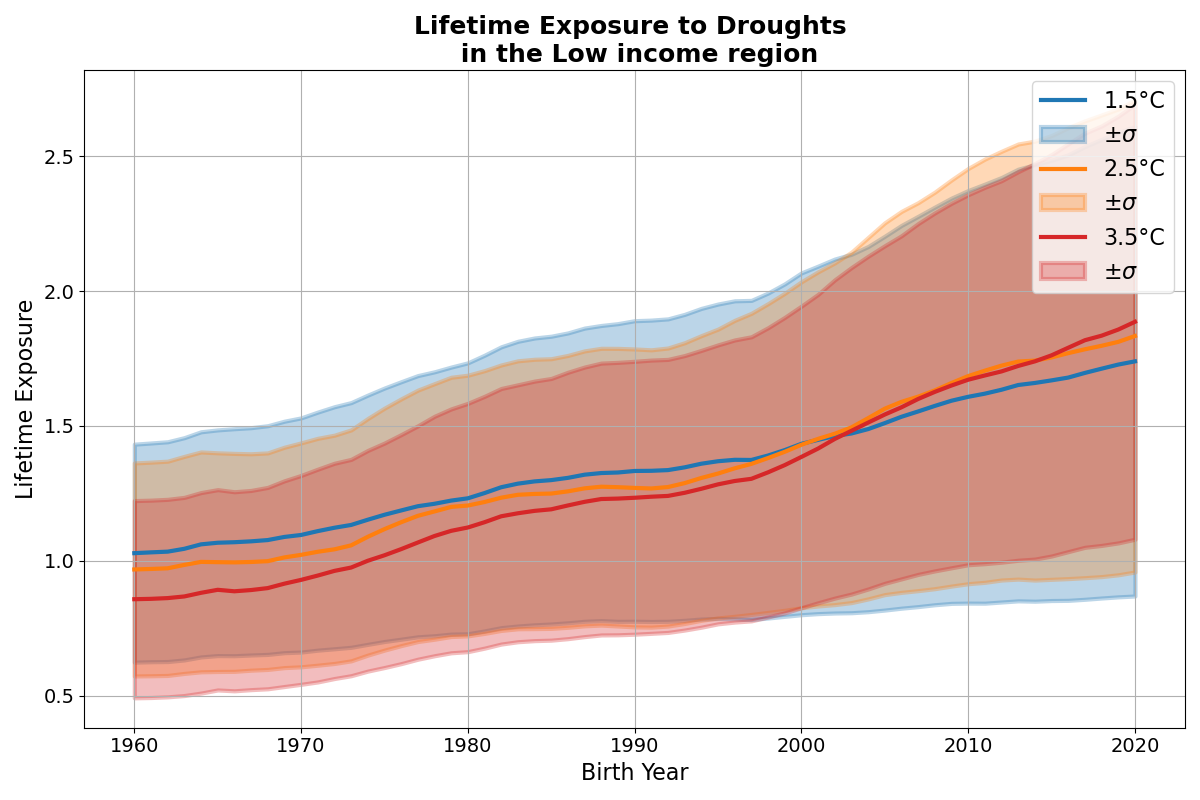 Lifetime Exposure to Droughts
in the Low income region
Lifetime Exposure
2.5
2.0
1.5
1.0
0.5
1.5°C
±σ
2.5°C
±σ
3.5°C
±σ
1960 1970 1980 1990 2000 2010 2020
Birth Year